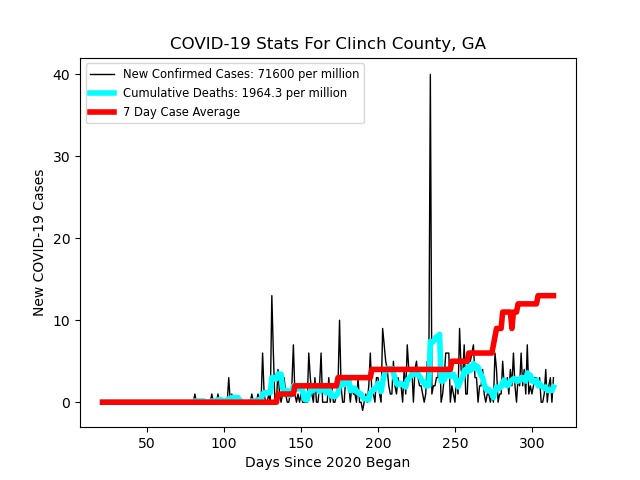 COVID-19 Stats For Clinch County, GA
New Confirmed Cases: 71600 per million
Cumulative Deaths: 1964.3 per million
7 Day Case Average
New COVID-19 Cases
40
30
20
10
0
50 100 150 200 250 300
Days Since 2020 Began